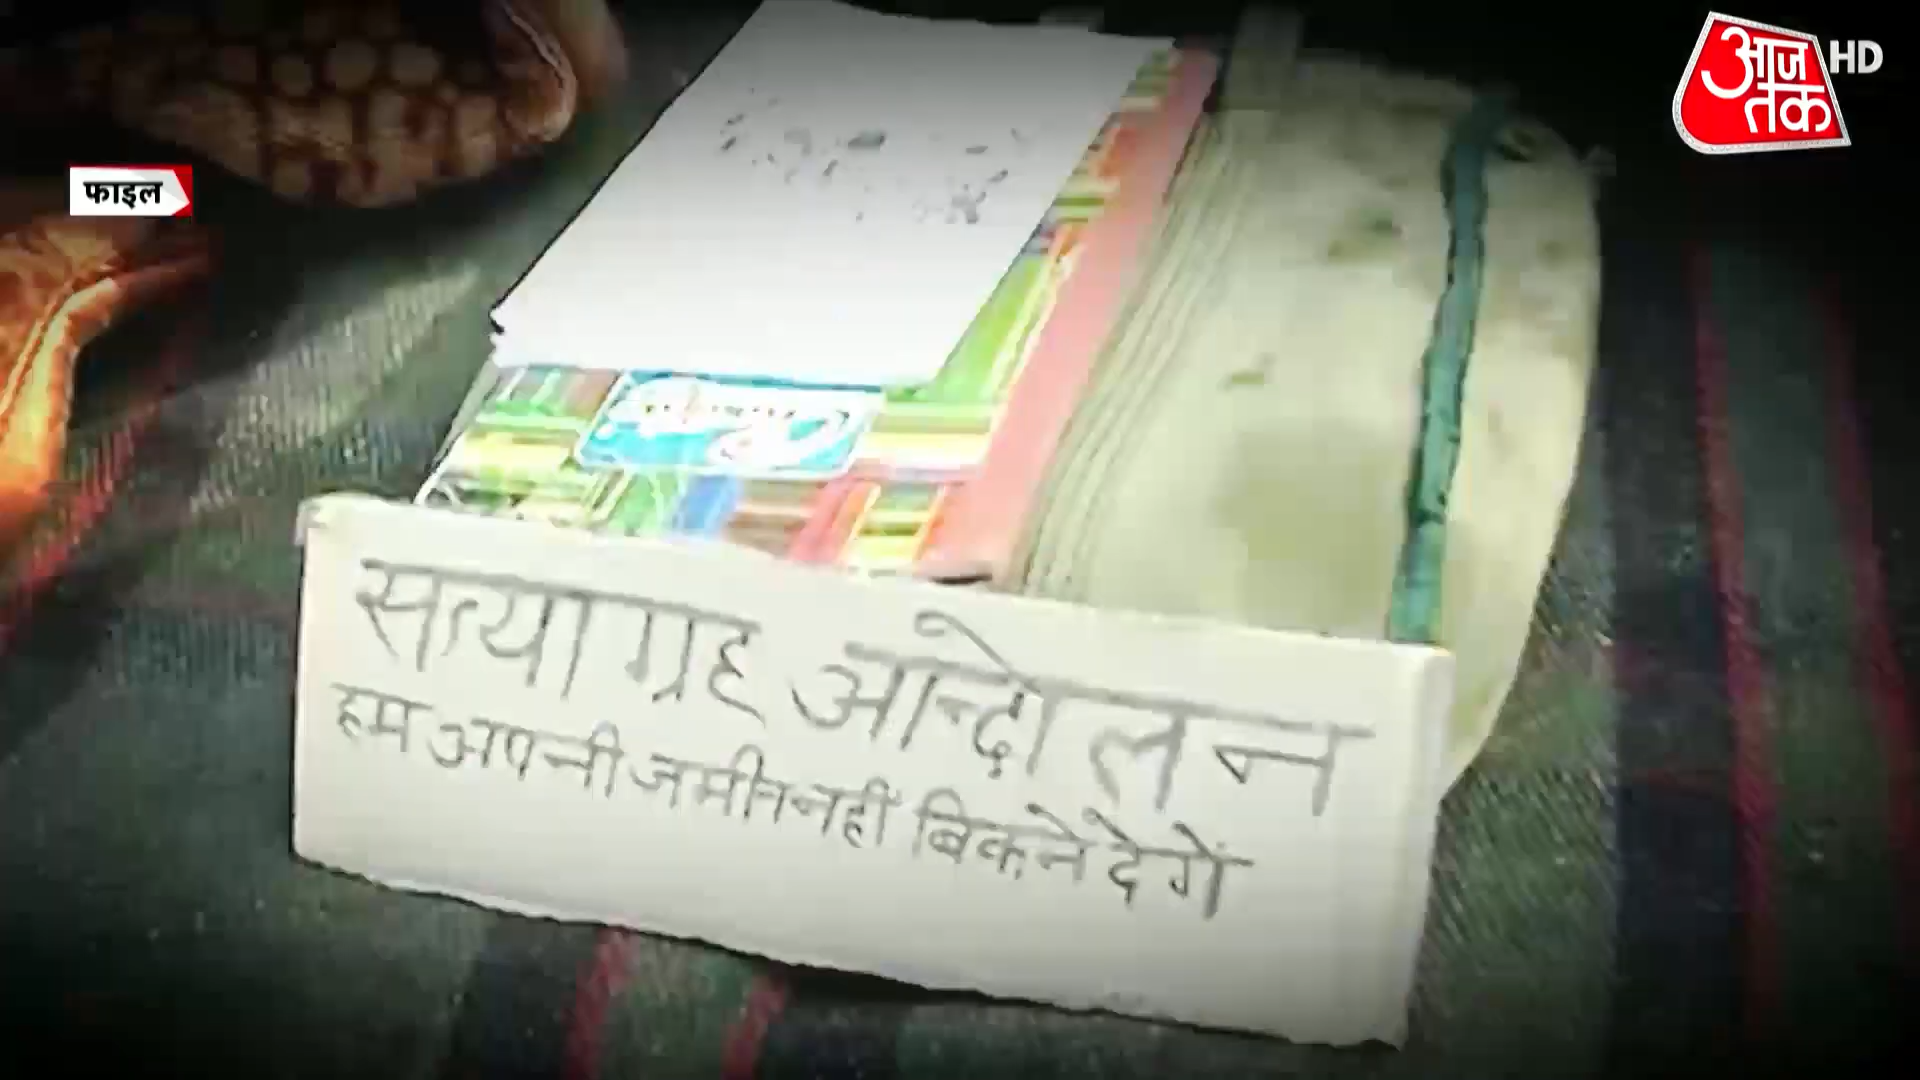 आज तक HD
फाइल
सत्याग्रह आन्दोलन
हम अपनी जमीन नहीं बिकने देगें